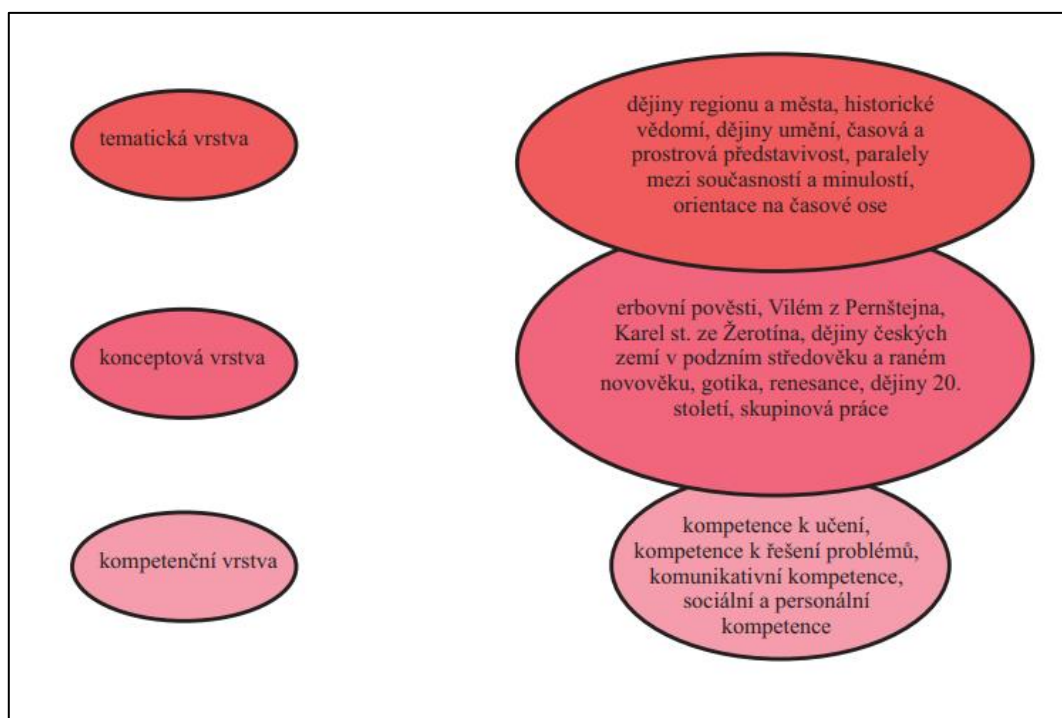 tematická vrstva
dějiny regionu a města, historické
vědomí, dějiny umění, časová a
prostrová představivost, paralely
mezi současností a minulostí,
orientace na časové ose
konceptová vrstva
erbovní pověsti, Vilém z Pernštejna,
Karel st. ze Žerotína, dějiny českých
zemí v podzním středověku a raném
novověku, gotika, renesance, dějiny 20.
století, skupinová práce
kompetenční vrstva
kompetence k učení,
kompetence k řešení problémů,
komunikativní kompetence,
sociální a personální
kompetence